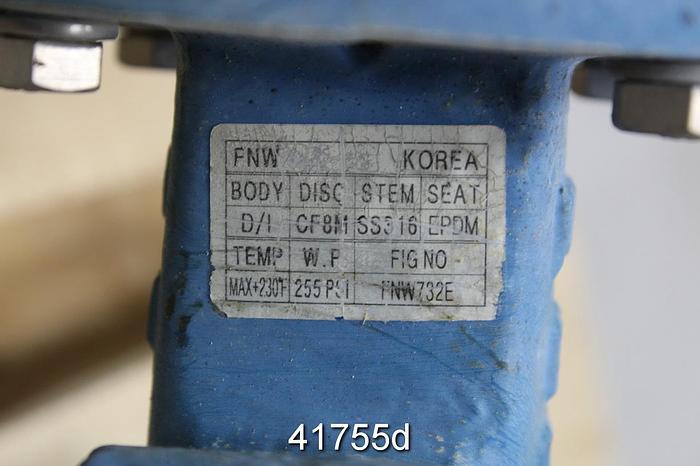 FNW KOREA
BODY DISC STEM SEAT
D/I CF8M SS316 EPDM
TEMP W.P FIG NO
MAX+230°F 255 PSI FNW732E
41755d